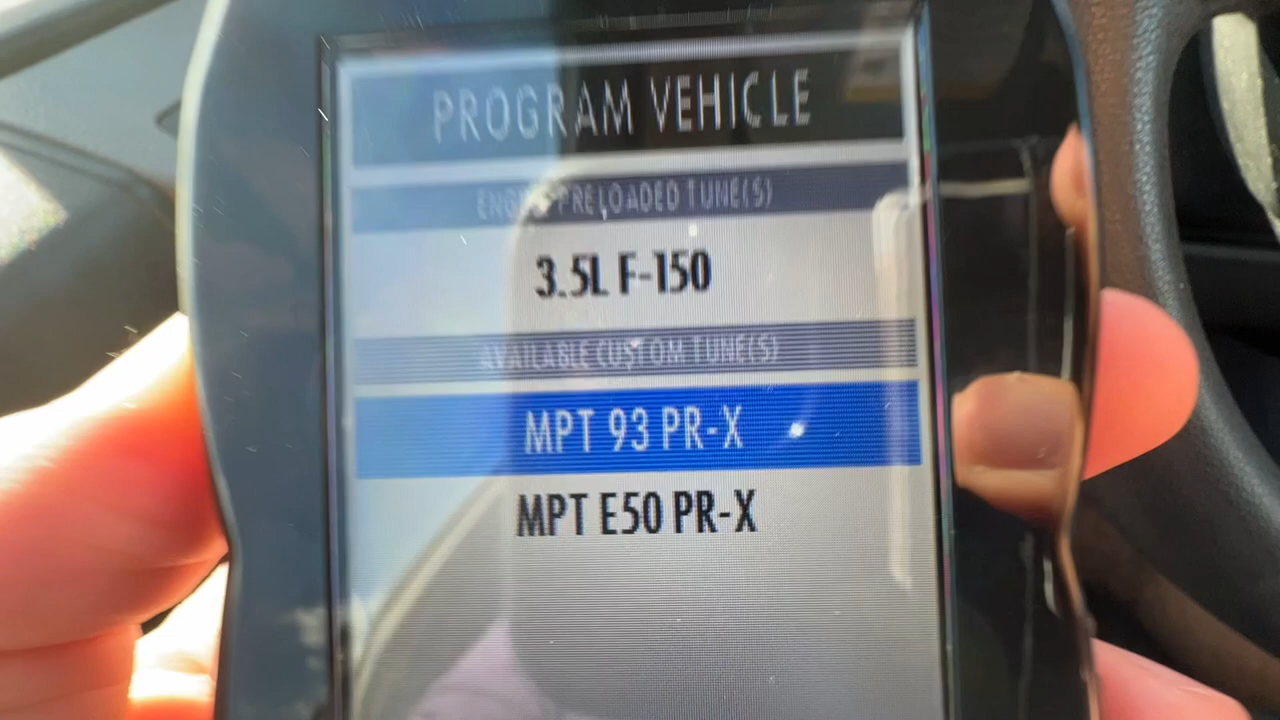 PROGRAM VEHICLE
ENGINE PRELOADED TUNE(S)
3.5L F-150
AVAILABLE CUSTOM TUNE(S)
MPT 93 PR-X
MPT E50 PR-X